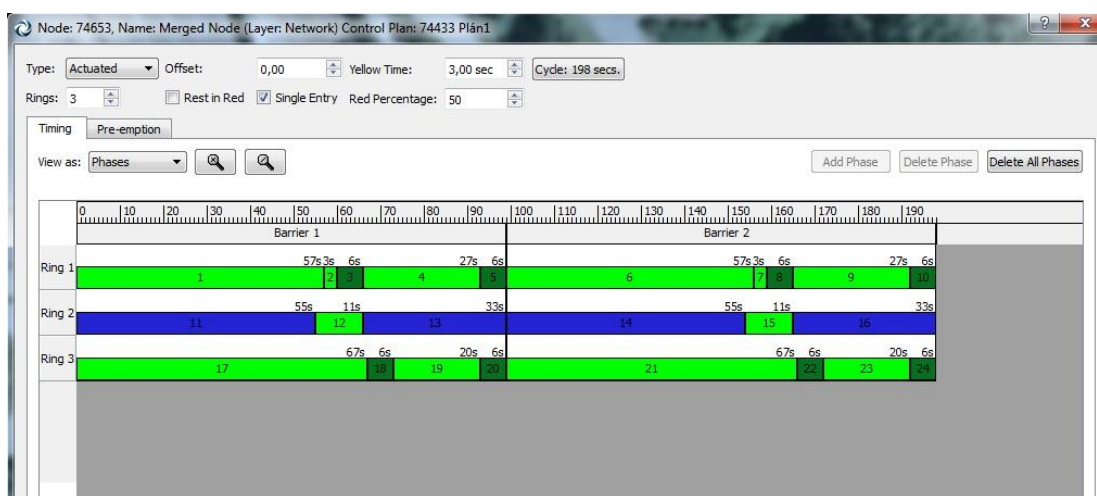 Node: 74653, Name: Merged Node (Layer: Network) Control Plan: 74433 Plán1
Type: Actuated Offset: 0,00 Yellow Time: 3,00 sec Cycle: 198 secs.
Rings: 3 Rest in Red Single Entry Red Percentage: 50
Timing Pre-emption
View as: Phases Add Phase Delete Phase Delete All Phases
0 10 20 30 40 50 60 70 80 90 100 110 120 130 140 150 160 170 180 190
Barrier 1 Barrier 2
57s 3s 6s 27s 6s 57s 3s 6s 27s 6s
Ring 1 1 2 3 4 5 6 7 8 9 10
55s 11s 33s 55s 11s 33s
Ring 2 11 12 13 14 15 16
67s 6s 20s 6s 67s 6s 20s 6s
Ring 3 17 18 19 20 21 22 23 24